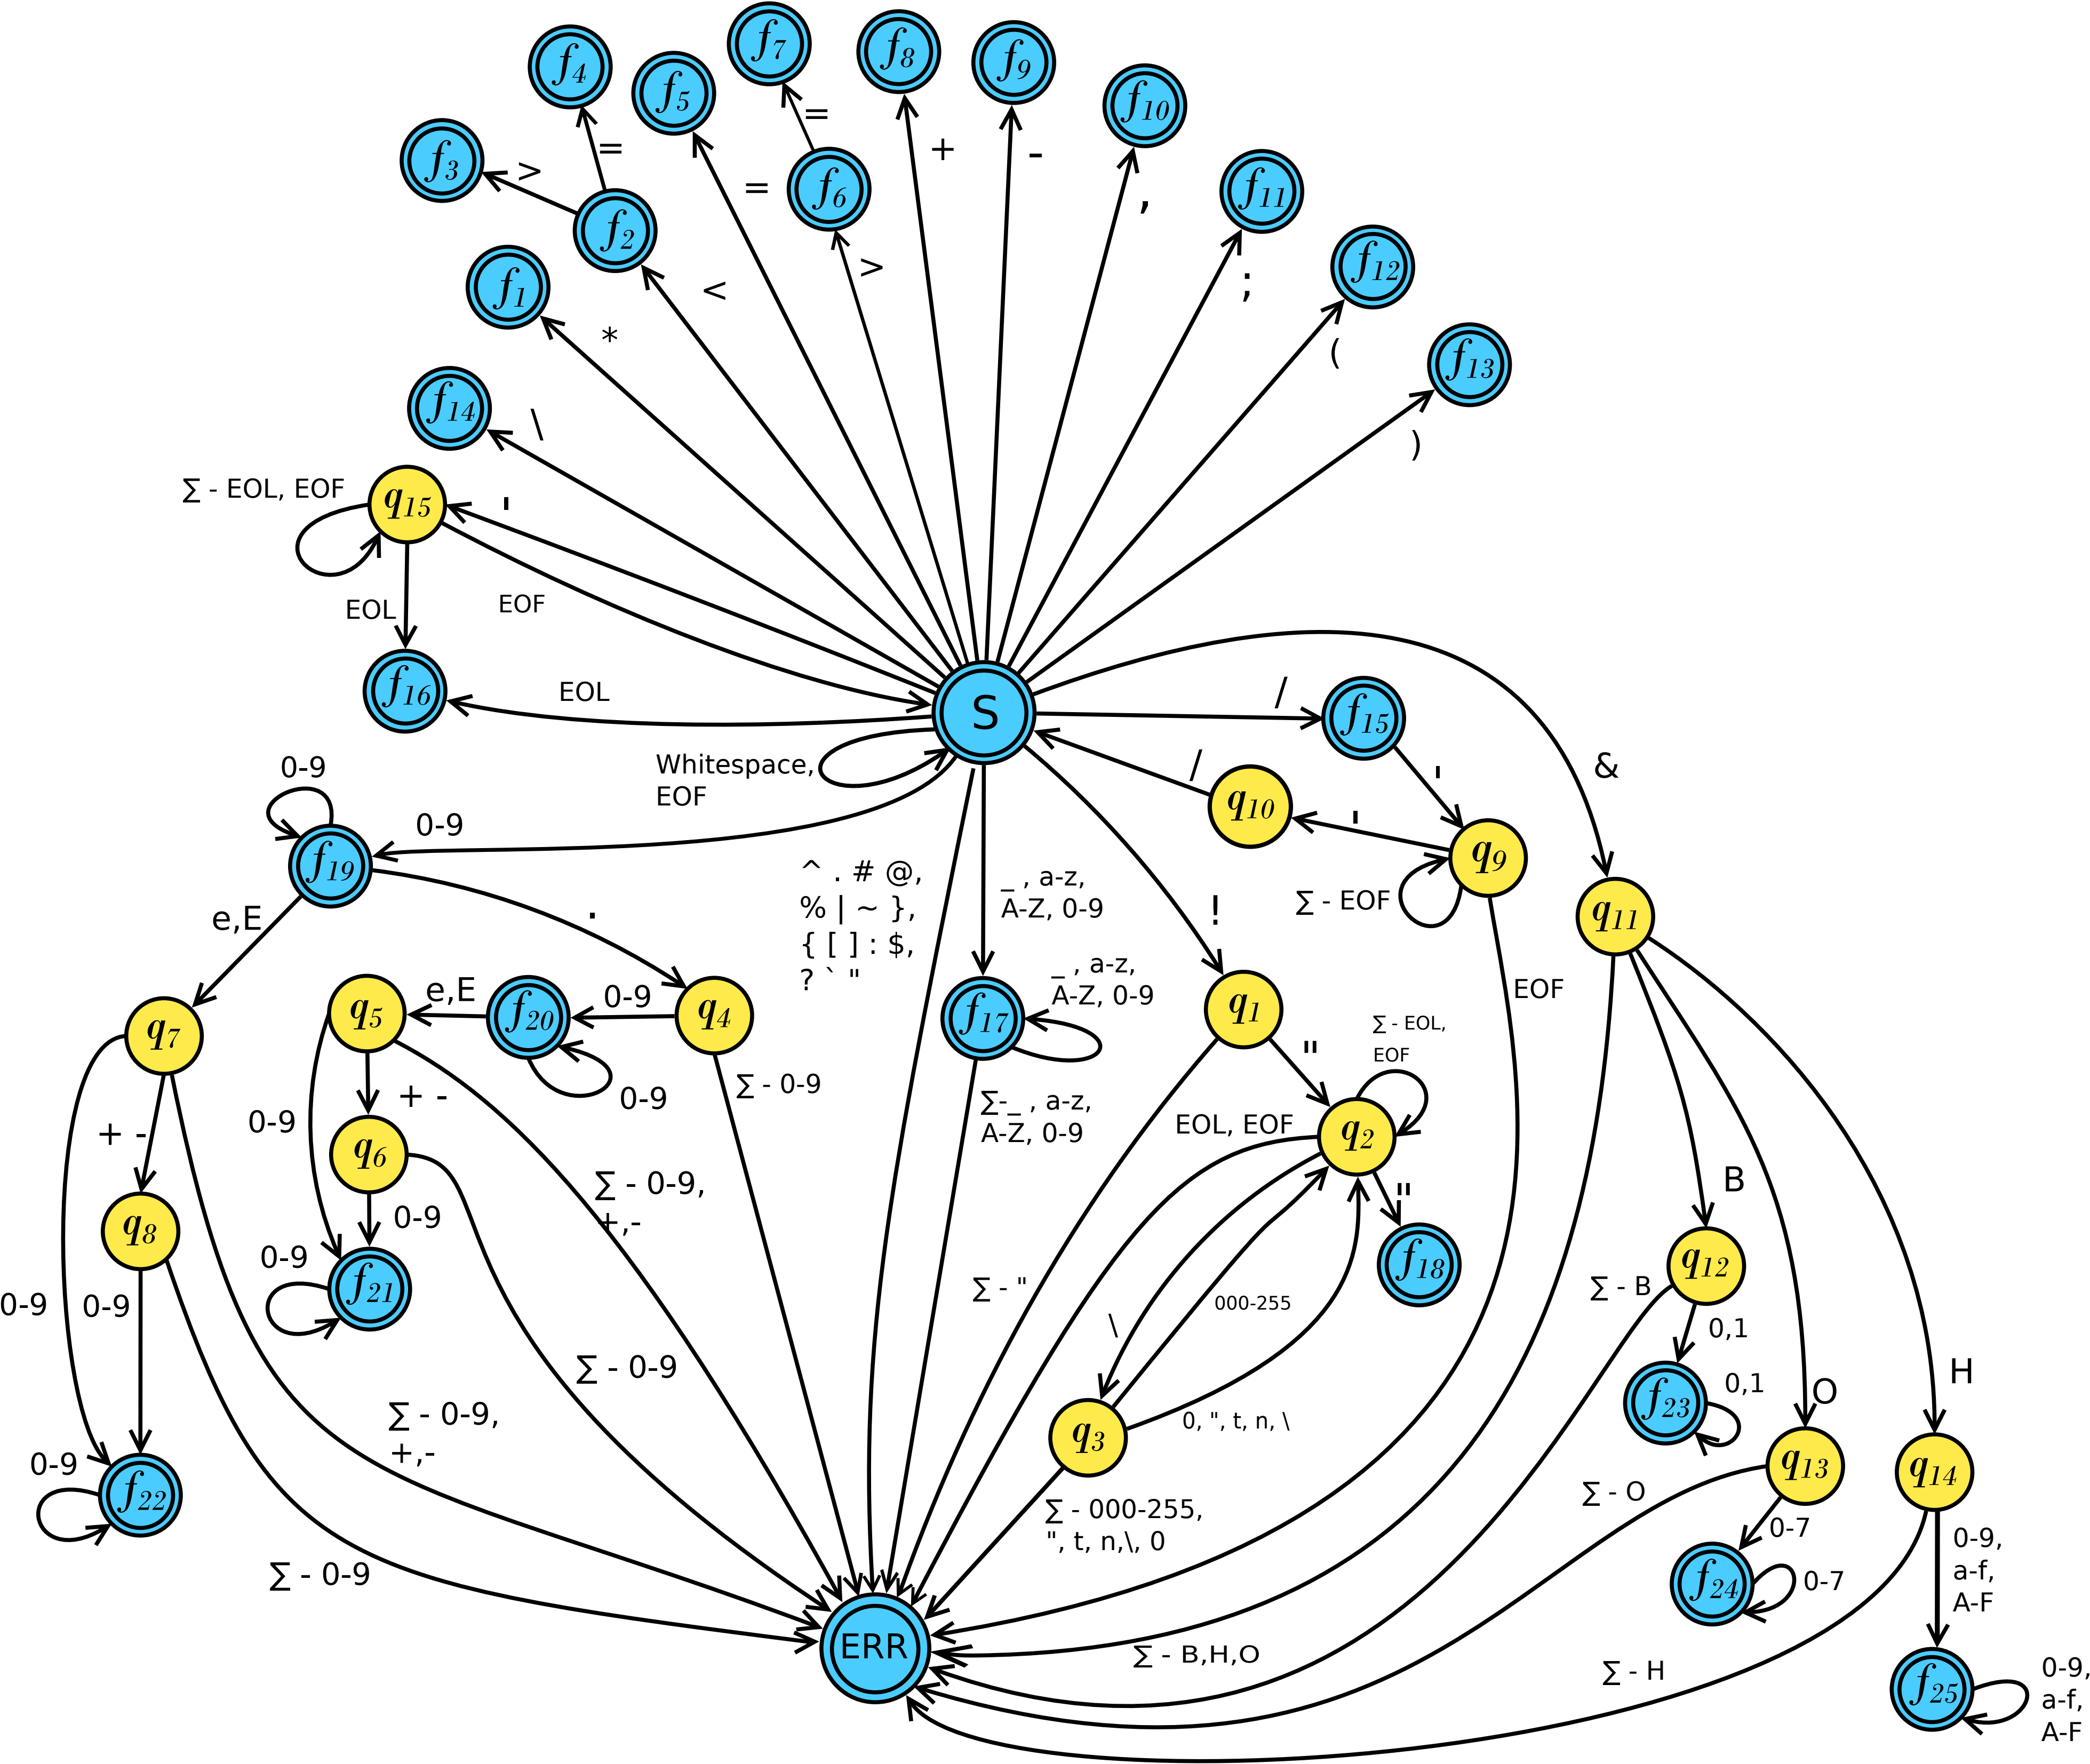 f7
f8
f9
f4
f5
f10
=
+
-
f3
>
=
=
f6
,
f11
f2
f12
f1
<
>
;
*
(
f13
f14
\
)
∑ - EOL, EOF
q15
'
EOL
EOF
f16
EOL
S
/
f15
&
Whitespace,
EOF
/
'
q10
'
q9
∑ - EOF
0-9
0-9
f19
^ . # @,
% | ~ },
{ [ ] : $,
? ` "
_ , a-z,
A-Z, 0-9
!
q11
e,E
.
EOF
q7
q5
e,E
f20
0-9
q4
f17
_ , a-z,
A-Z, 0-9
q1
"
∑ - EOL,
EOF
0-9
+ -
0-9
∑ - 0-9
∑-_ , a-z,
A-Z, 0-9
EOL, EOF
q2
+ -
q6
∑ - 0-9,
+,-
"
B
q8
0-9
0-9
f21
f18
q12
0-9
0-9
∑ - "
\
000-255
∑ - B
0,1
f23
0,1
∑ - 0-9
∑ - 0-9,
+,-
q3
0, ", t, n, \
O
H
0-9
f22
∑ - 000-255,
", t, n,\, 0
∑ - O
q13
q14
0-7
∑ - 0-9
f24
0-7
0-9,
a-f,
A-F
ERR
∑ - B,H,O
∑ - H
f25
0-9,
a-f,
A-F